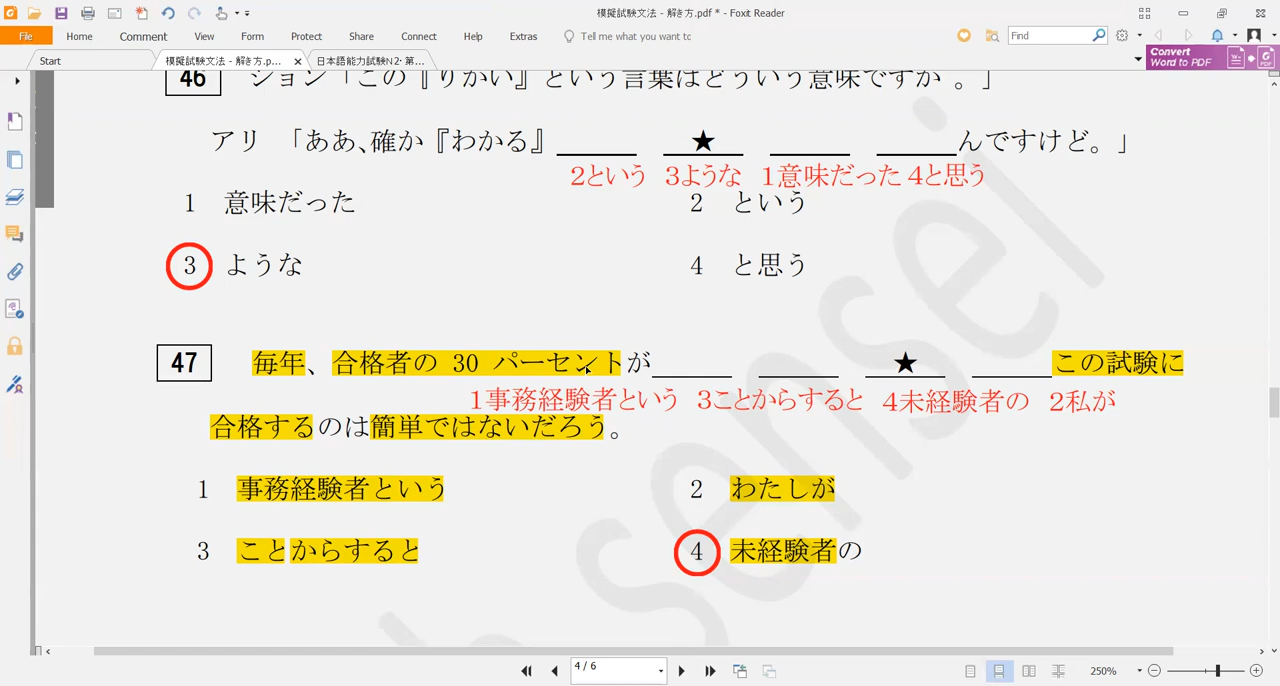 模擬試験文法 - 解き方.pdf * - Foxit Reader
File Home Comment View Form Protect Share Connect Help Extras Tell me what you want to Find
Start 模擬試験文法 - 解き方.p... 日本語能力試験N2· 第... Convert Word to PDF
46 ション「この『りかい』という言葉はどういう意味ですか 。」
アリ 「ああ、確か『わかる』 ★ んですけど。」
2という 3ような 1意味だった 4と思う
1 意味だった 2 という
3 ような 4 と思う
47 毎年、合格者の 30 パーセントが ★ この試験に
1事務経験者という 3ことからすると 4未経験者の 2私が
合格するのは簡単ではないだろう。
1 事務経験者という 2 わたしが
3 ことからすると 4 未経験者の
sensei
4 / 6 250%